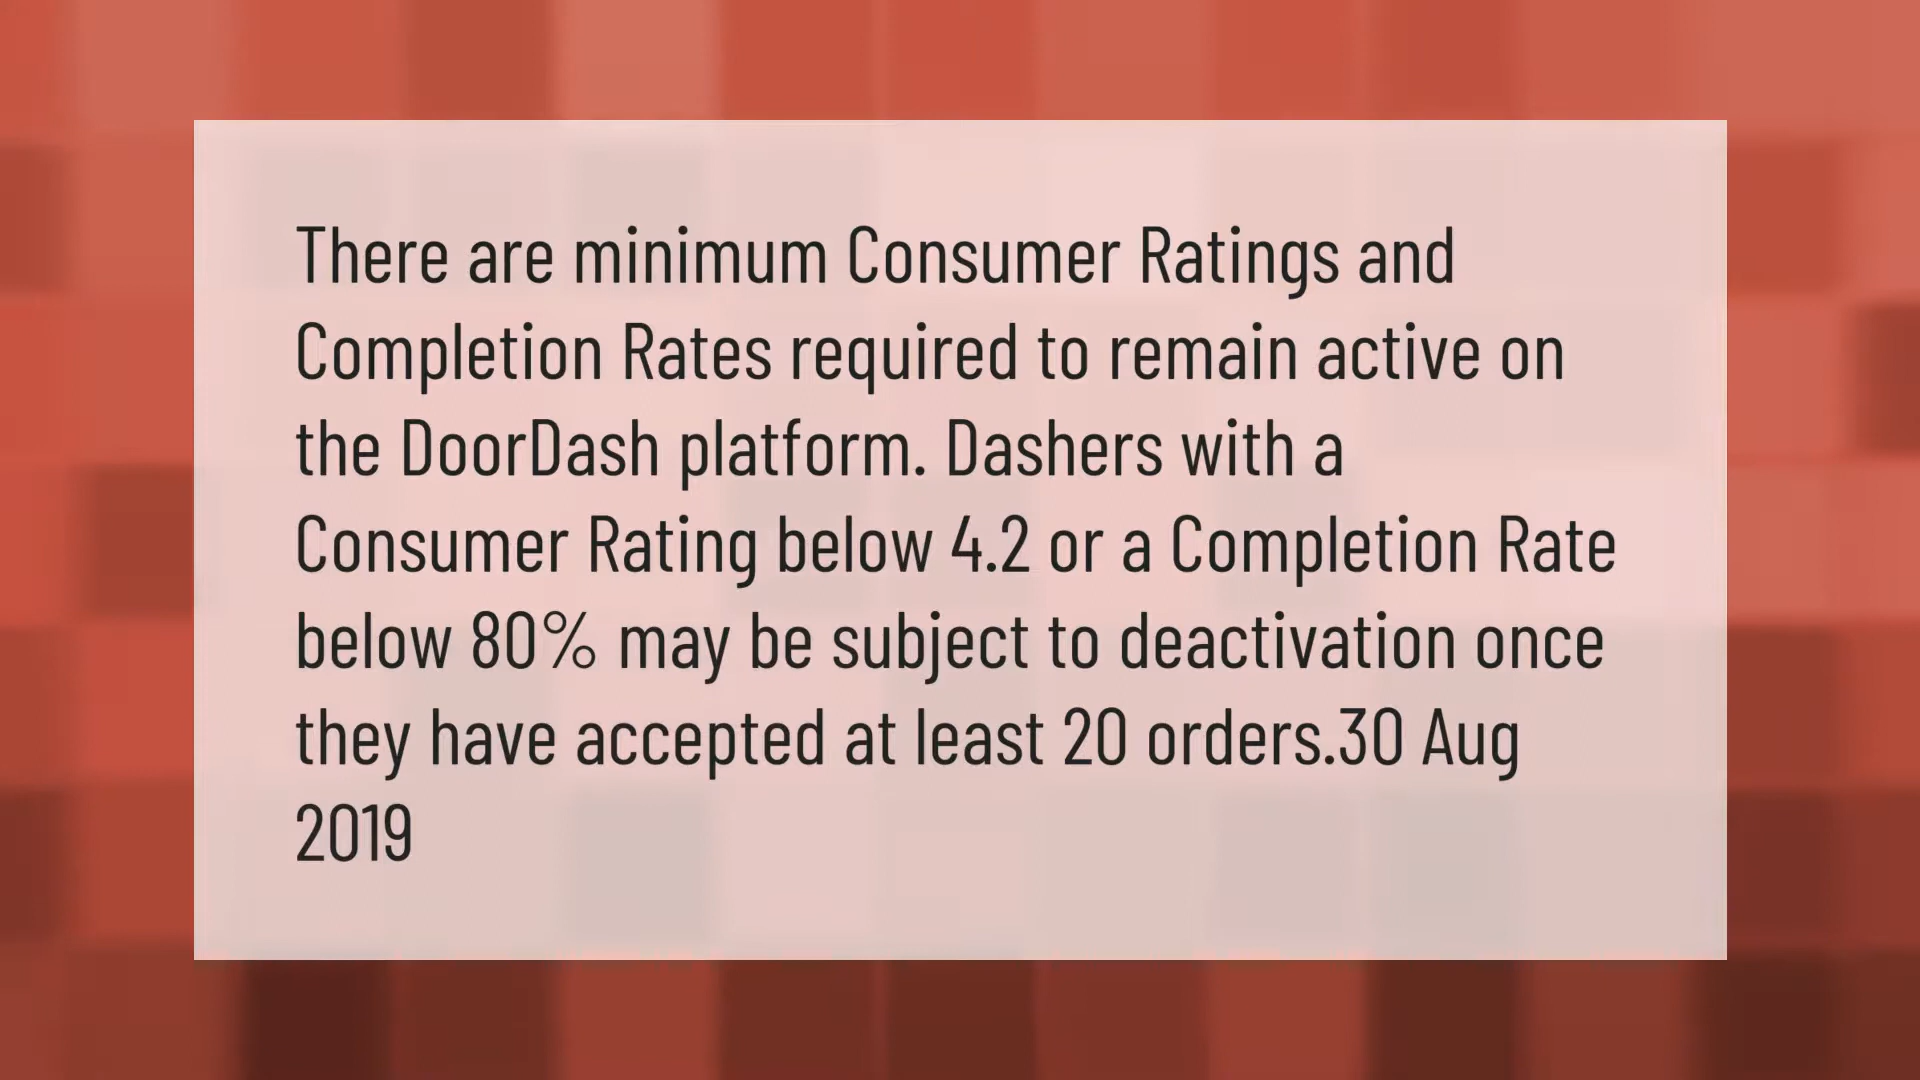 There are minimum Consumer Ratings and
Completion Rates required to remain active on
the DoorDash platform. Dashers with a
Consumer Rating below 4.2 or a Completion Rate
below 80% may be subject to deactivation once
they have accepted at least 20 orders.30 Aug
2019